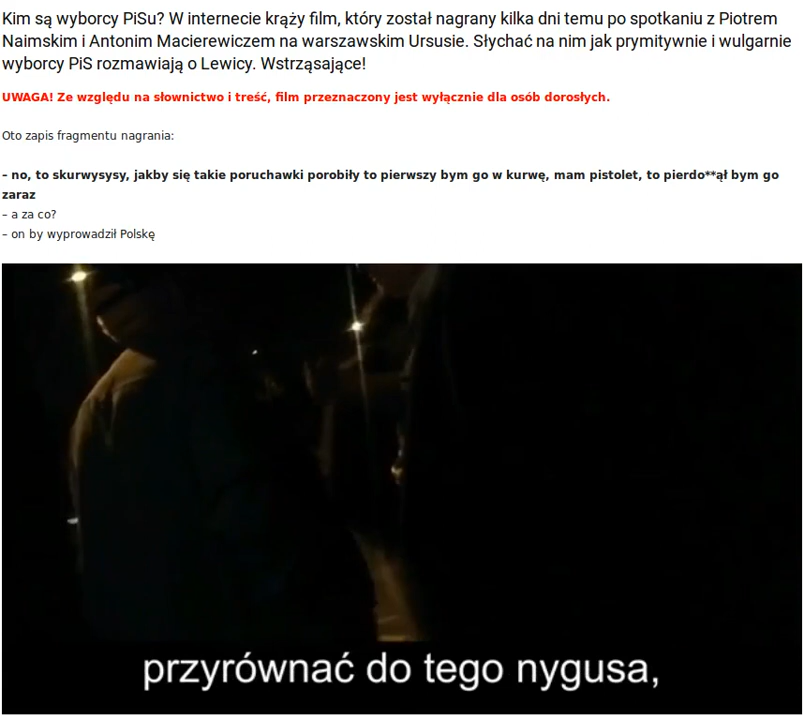 Kim są wyborcy PiSu? W internecie krąży film, który został nagrany kilka dni temu po spotkaniu z Piotrem
Naimskim i Antonim Macierewiczem na warszawskim Ursusie. Słychać na nim jak prymitywnie i wulgarnie
wyborcy PiS rozmawiają o Lewicy. Wstrząsające!
UWAGA! Ze względu na słownictwo i treść, film przeznaczony jest wyłącznie dla osób dorosłych.
Oto zapis fragmentu nagrania:
– no, to skurwysysy, jakby się takie poruchawki porobiły to pierwszy bym go w kurwę, mam pistolet, to pierdo**ął bym go
zaraz
– a za co?
– on by wyprowadził Polskę
przyrównać do tego nygusa,